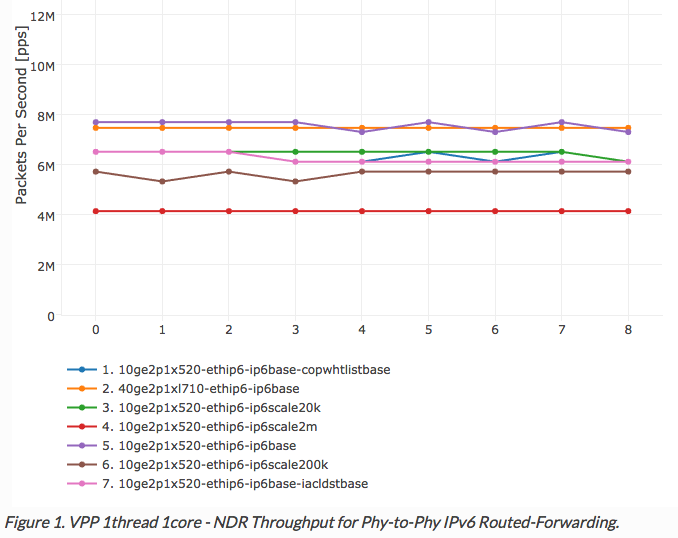 12M
10M
8M
6M
4M
2M
0
Packets Per Second [pps]
0 1 2 3 4 5 6 7 8
1. 10ge2p1x520-ethip6-ip6base-copwhtlistbase
2. 40ge2p1xl710-ethip6-ip6base
3. 10ge2p1x520-ethip6-ip6scale20k
4. 10ge2p1x520-ethip6-ip6scale2m
5. 10ge2p1x520-ethip6-ip6base
6. 10ge2p1x520-ethip6-ip6scale200k
7. 10ge2p1x520-ethip6-ip6base-iacldstbase
Figure 1. VPP 1thread 1core - NDR Throughput for Phy-to-Phy IPv6 Routed-Forwarding.